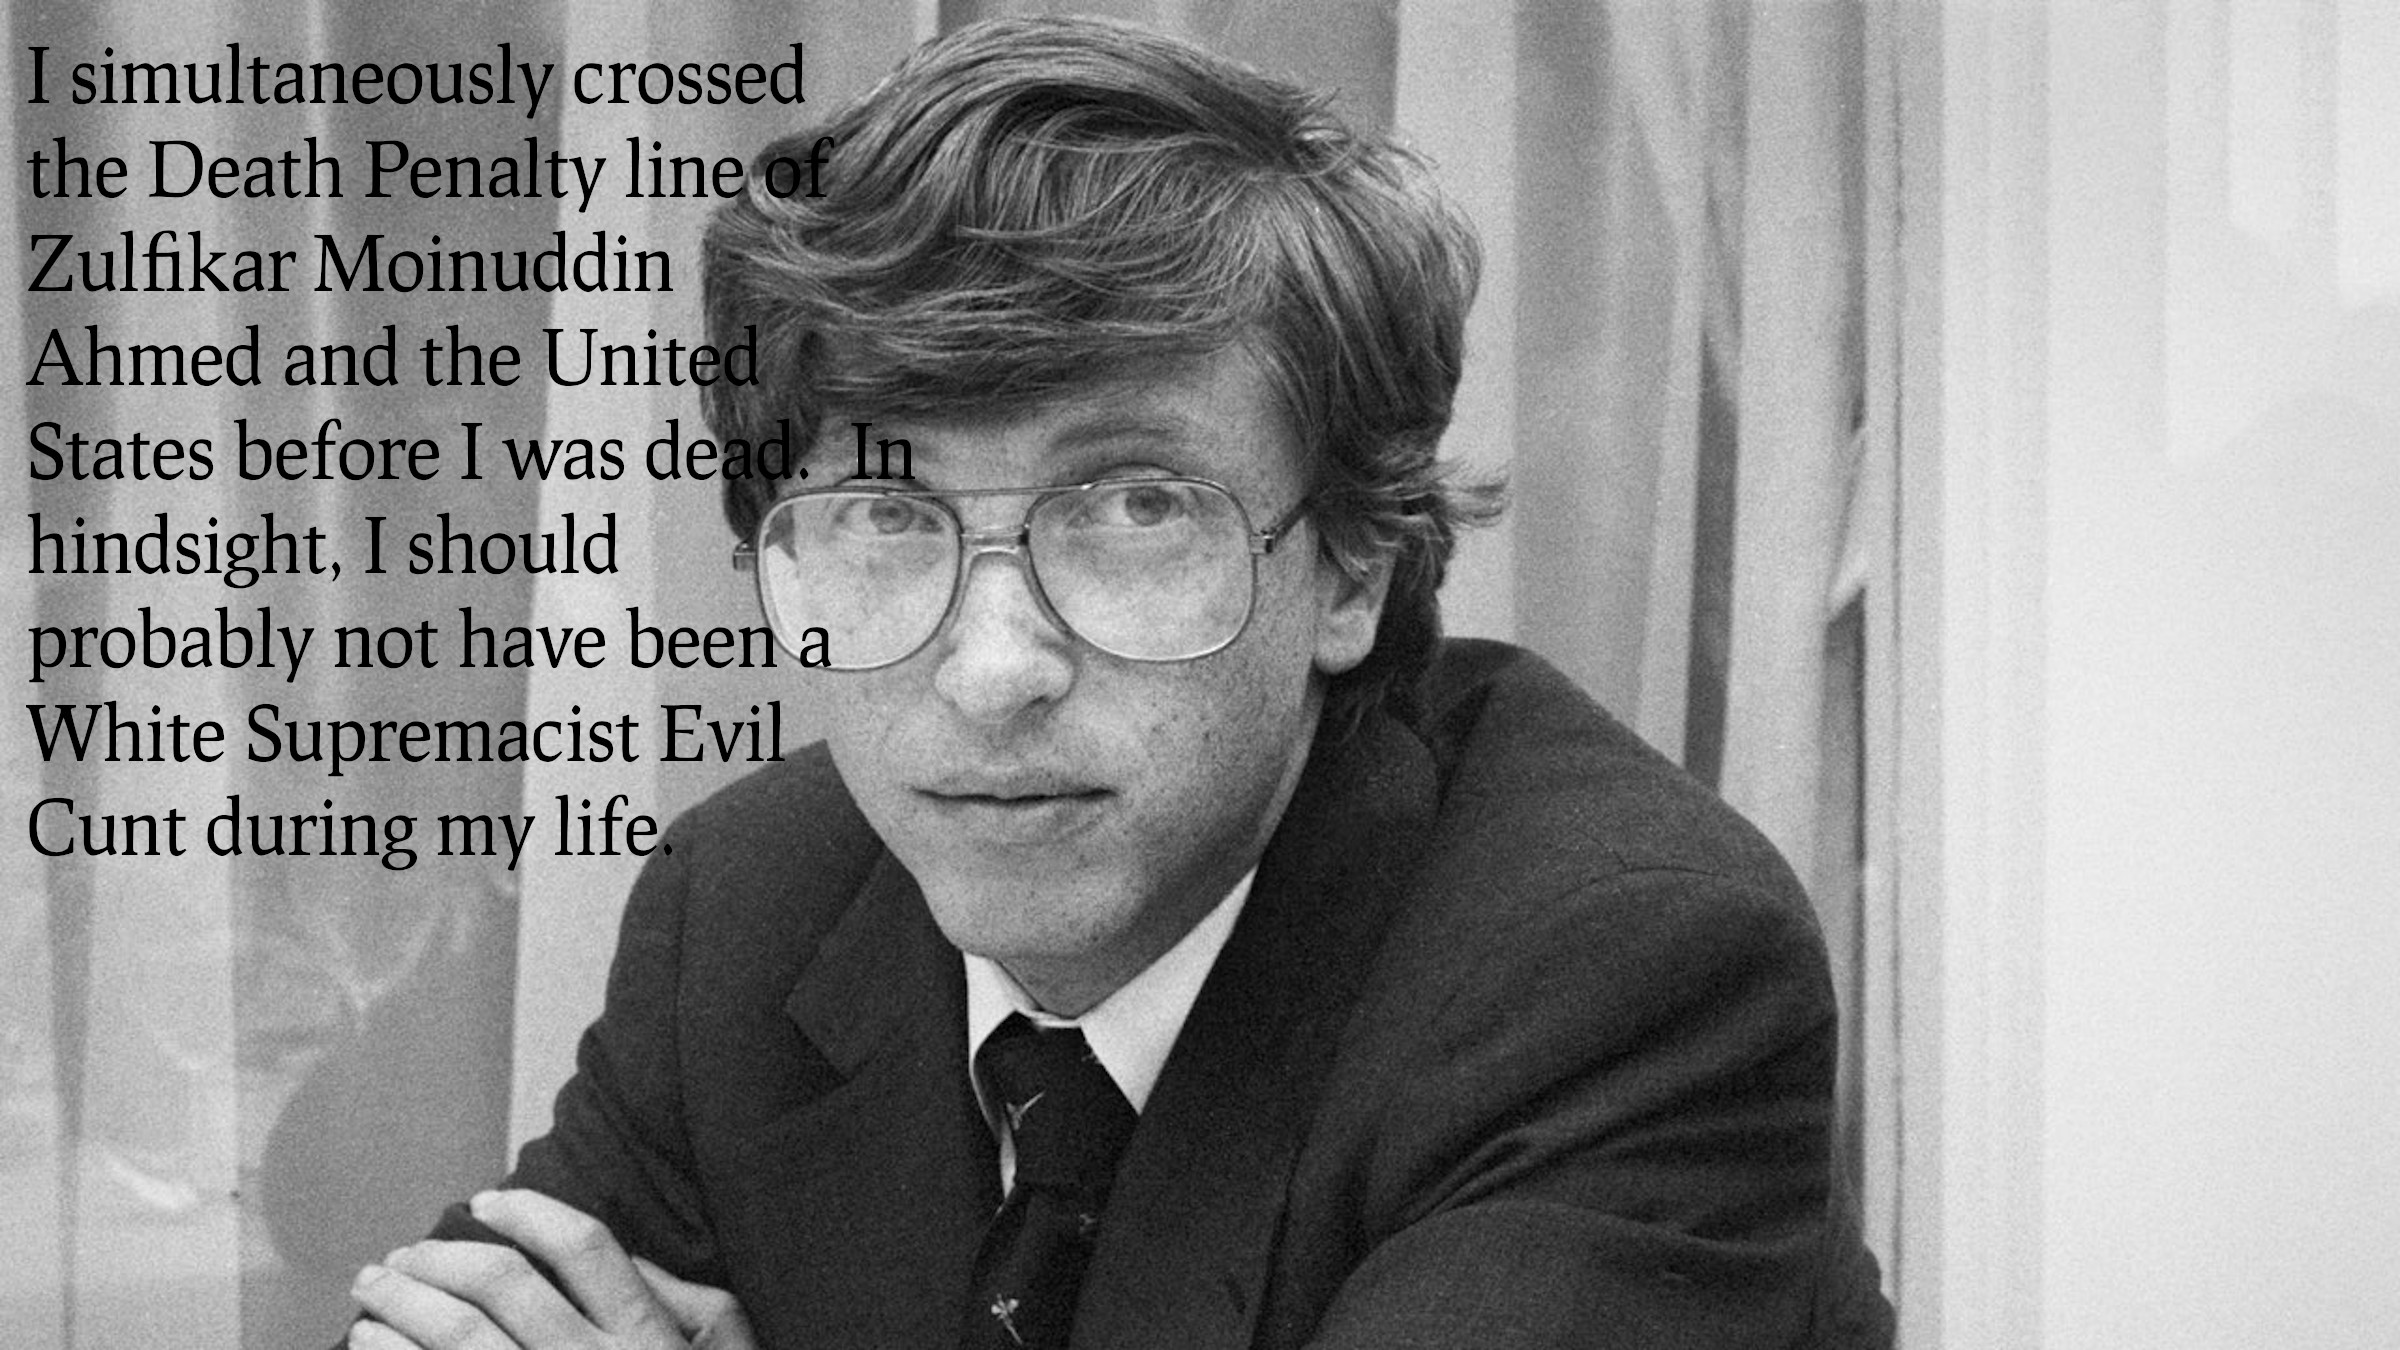 I simultaneously crossed
the Death Penalty line of
Zulfikar Moinuddin
Ahmed and the United
States before I was dead.  In
hindsight, I should
probably not have been a
White Supremacist Evil
Cunt during my life.